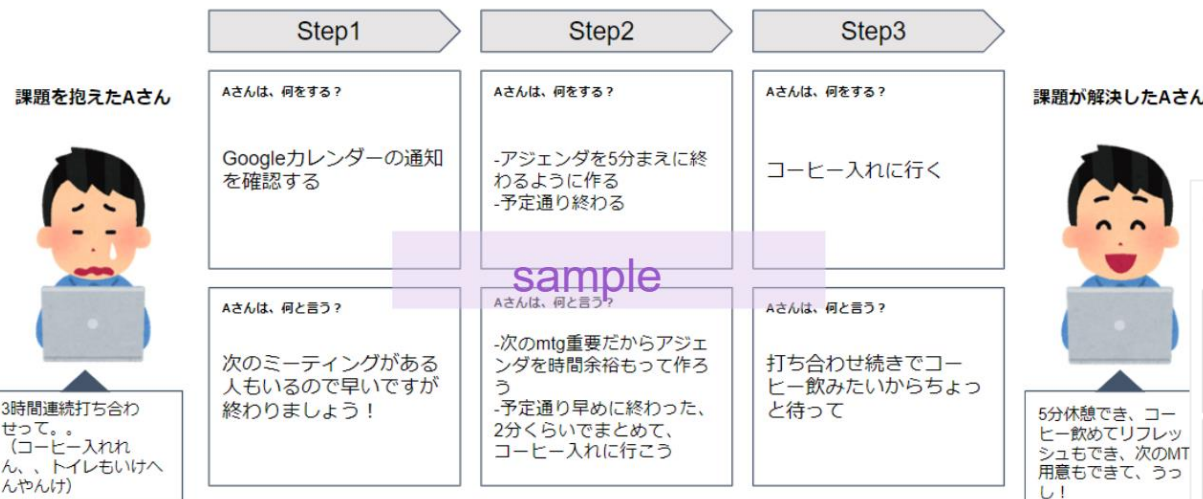 Step1
Step2
Step3
課題を抱えたAさん
Aさんは、何をする？
Googleカレンダーの通知
を確認する
Aさんは、何をする？
-アジェンダを5分まえに終
わるように作る
-予定通り終わる
Aさんは、何をする？
コーヒー入れに行く
課題が解決したAさん
sample
3時間連続打ち合わ
せって。。
（コーヒー入れれ
ん、、トイレもいけへ
んやんけ）
Aさんは、何と言う？
次のミーティングがある
人もいるので早いですが
終わりましょう！
Aさんは、何と言う？
-次のmtg重要だからアジェ
ンダを時間余裕もって作ろ
う
-予定通り早めに終わった、
2分くらいでまとめて、
コーヒー入れに行こう
Aさんは、何と言う？
打ち合わせ続きでコー
ヒー飲みたいからちょっ
と待って
5分休憩でき、コー
ヒー飲めてリフレッ
シュもでき、次のMT
用意もできて、うっ
し！